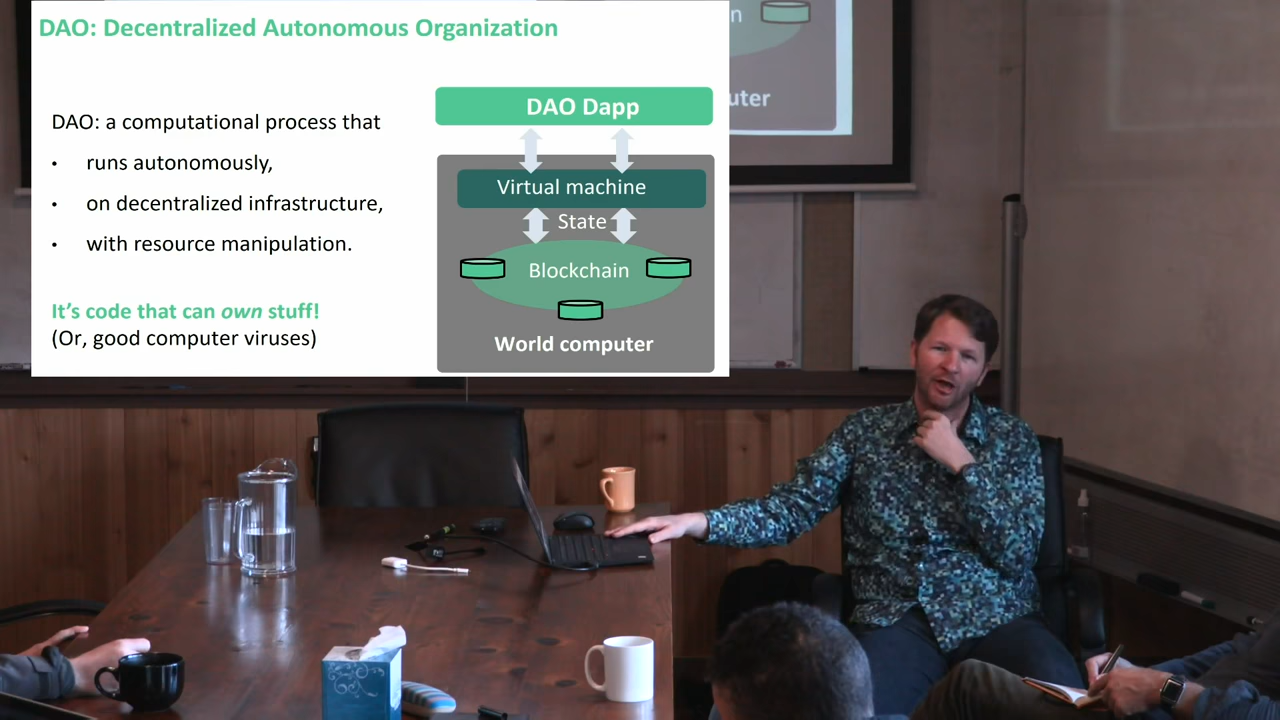 DAO: Decentralized Autonomous Organization
DAO: a computational process that
• runs autonomously,
• on decentralized infrastructure,
• with resource manipulation.
It's code that can own stuff!
(Or, good computer viruses)
DAO Dapp
Virtual machine
State
Blockchain
World computer
n
uter